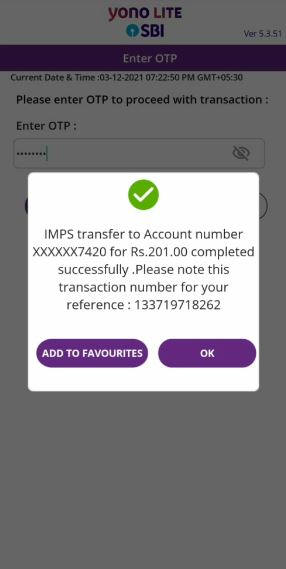 yono LITE
SBI
Ver 5.3.51
Enter OTP
Current Date & Time :03-12-2021 07:22:50 PM GMT+05:30
Please enter OTP to proceed with transaction :
Enter OTP :
IMPS transfer to Account number
XXXXXX7420 for Rs.201.00 completed
successfully .Please note this
transaction number for your
reference : 133719718262
ADD TO FAVOURITES OK